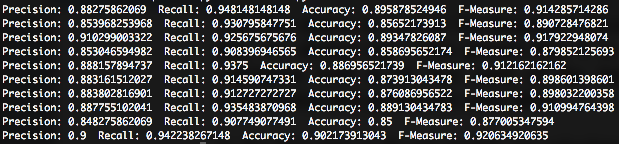 Precision: 0.88275862069  Recall: 0.948148148148  Accuracy: 0.895878524946  F-Measure: 0.914285714286
Precision: 0.853968253968  Recall: 0.930795847751  Accuracy: 0.85652173913  F-Measure: 0.890728476821
Precision: 0.910299003322  Recall: 0.925675675676  Accuracy: 0.89347826087  F-Measure: 0.917922948074
Precision: 0.853046594982  Recall: 0.908396946565  Accuracy: 0.858695652174  F-Measure: 0.879852125693
Precision: 0.888157894737  Recall: 0.9375  Accuracy: 0.886956521739  F-Measure: 0.912162162162
Precision: 0.883161512027  Recall: 0.914590747331  Accuracy: 0.873913043478  F-Measure: 0.898601398601
Precision: 0.883802816901  Recall: 0.912727272727  Accuracy: 0.876086956522  F-Measure: 0.898032200358
Precision: 0.887755102041  Recall: 0.935483870968  Accuracy: 0.889130434783  F-Measure: 0.910994764398
Precision: 0.848275862069  Recall: 0.907749077491  Accuracy: 0.85  F-Measure: 0.877005347594
Precision: 0.9  Recall: 0.942238267148  Accuracy: 0.902173913043  F-Measure: 0.920634920635